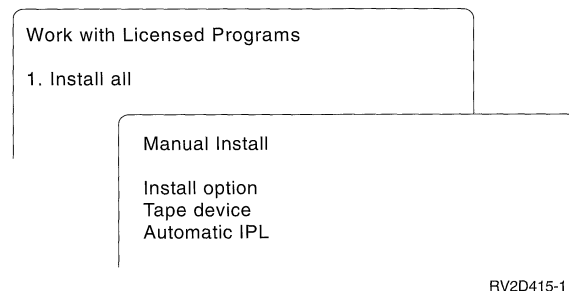 Work with Licensed Programs
1. Install all
Manual Install
Install option
Tape device
Automatic IPL
RV2D415-1